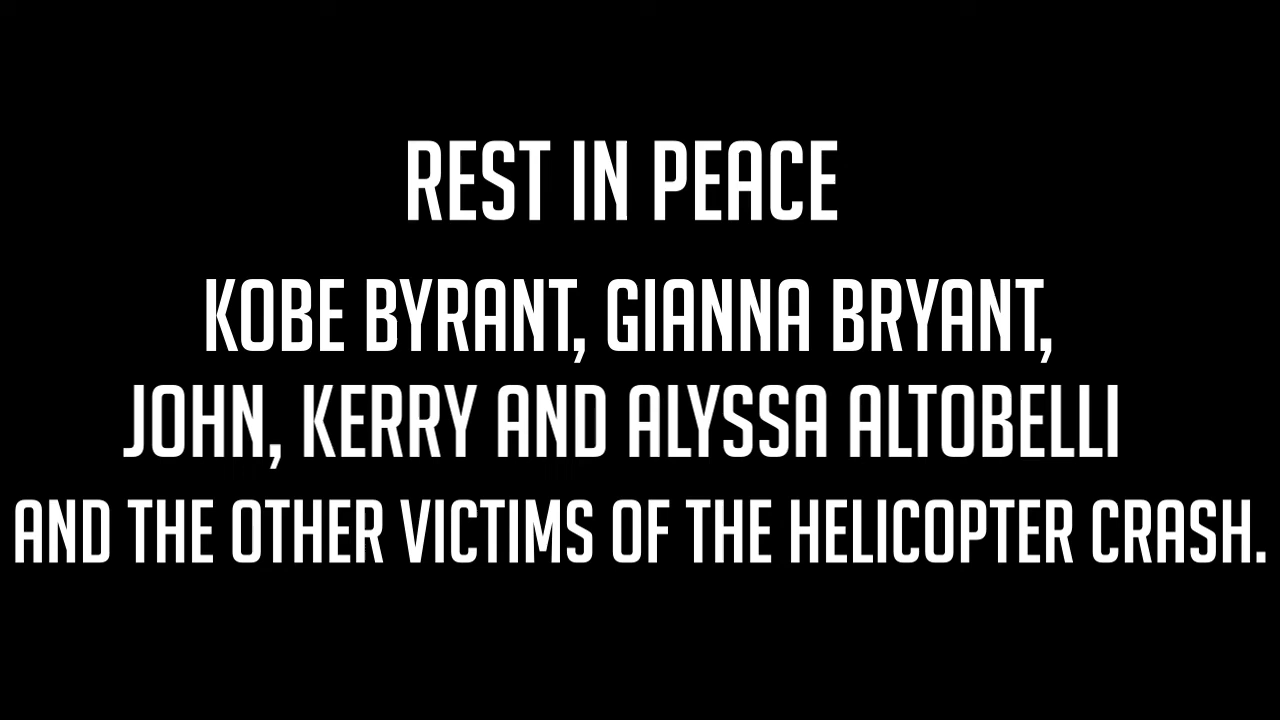 REST IN PEACE
KOBE BYRANT, GIANNA BRYANT,
JOHN, KERRY AND ALYSSA ALTOBELLI
AND THE OTHER VICTIMS OF THE HELICOPTER CRASH.